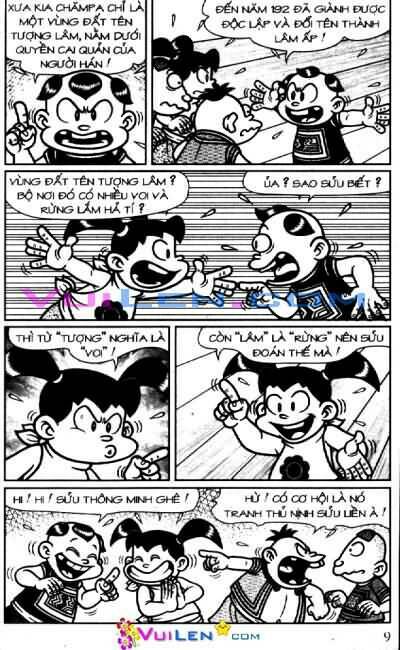 XƯA KIA CHĂMPA CHỈ LÀ
MỘT VÙNG ĐẤT TÊN
TƯỢNG LÂM, NẰM DƯỚI
QUYỀN CAI QUẢN CỦA
NGƯỜI HÁN!
ĐẾN NĂM 192 ĐÃ GIÀNH ĐƯỢC
ĐỘC LẬP VÀ ĐỔI TÊN THÀNH
LÂM ẤP!
VÙNG ĐẤT TÊN TƯỢNG LÂM?
BỘ NƠI ĐÓ CÓ NHIỀU VOI VÀ
RỪNG LẮM HẢ TÍ?
ỦA? SAO SỬU BIẾT?
VUILEN.COM
THÌ TỪ "TƯỢNG" NGHĨA LÀ
"VOI"!
CÒN "LÂM" LÀ "RỪNG" NÊN SỬU
ĐOÁN THẾ MÀ!
HI! HI! SỬU THÔNG MINH GHÊ!
HỨ! CÓ CƠ HỘI LÀ NÓ
TRANH THỦ NỊNH SỬU LIỀN À!
VUILEN.COM
9